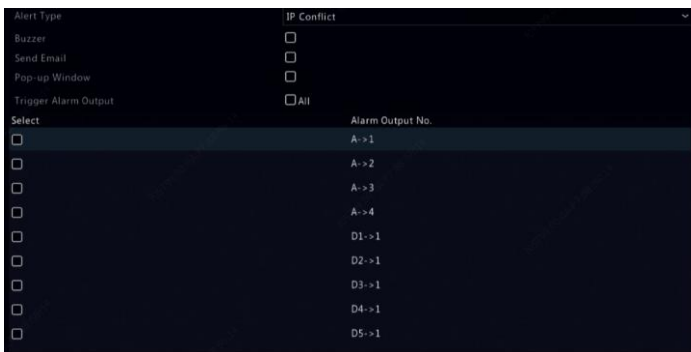 Alert Type IP Conflict
Buzzer
Send Email
Pop-up Window
Trigger Alarm Output All
Select Alarm Output No.
A->1
A->2
A->3
A->4
D1->1
D2->1
D3->1
D4->1
D5->1